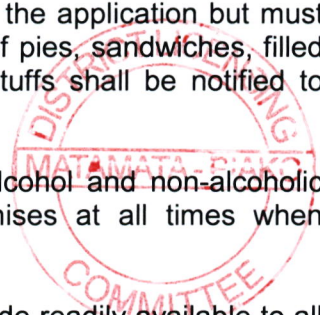 the application but must
f pies, sandwiches, filled
tuffs shall be notified to
lcohol and non-alcoholic
nises at all times when
de readily available to all
DISTRICT LICENSING
MATAMATA - PIAKO
COMMITTEE